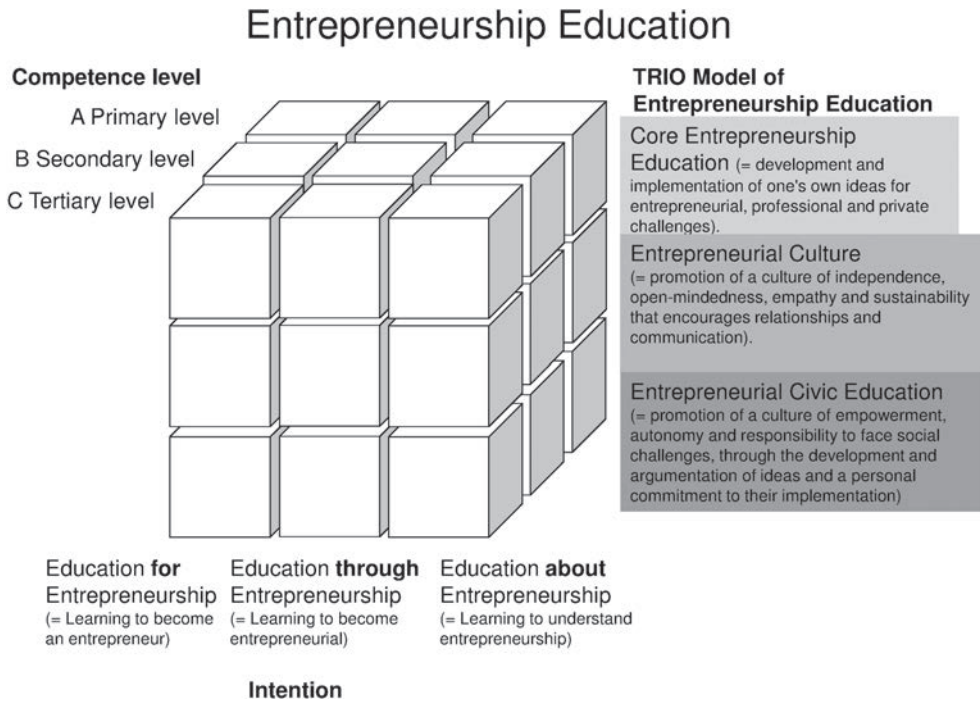 Entrepreneurship Education
Competence level
A Primary level
B Secondary level
C Tertiary level
TRIO Model of
Entrepreneurship Education
Core Entrepreneurship
Education (= development and
implementation of one's own ideas for
entrepreneurial, professional and private
challenges).
Entrepreneurial Culture
(= promotion of a culture of independence,
open-mindedness, empathy and sustainability
that encourages relationships and
communication).
Entrepreneurial Civic Education
(= promotion of a culture of empowerment,
autonomy and responsibility to face social
challenges, through the development and
argumentation of ideas and a personal
commitment to their implementation)
Education for
Entrepreneurship
(= Learning to become
an entrepreneur)
Education through
Entrepreneurship
(= Learning to become
entrepreneurial)
Education about
Entrepreneurship
(= Learning to understand
entrepreneurship)
Intention